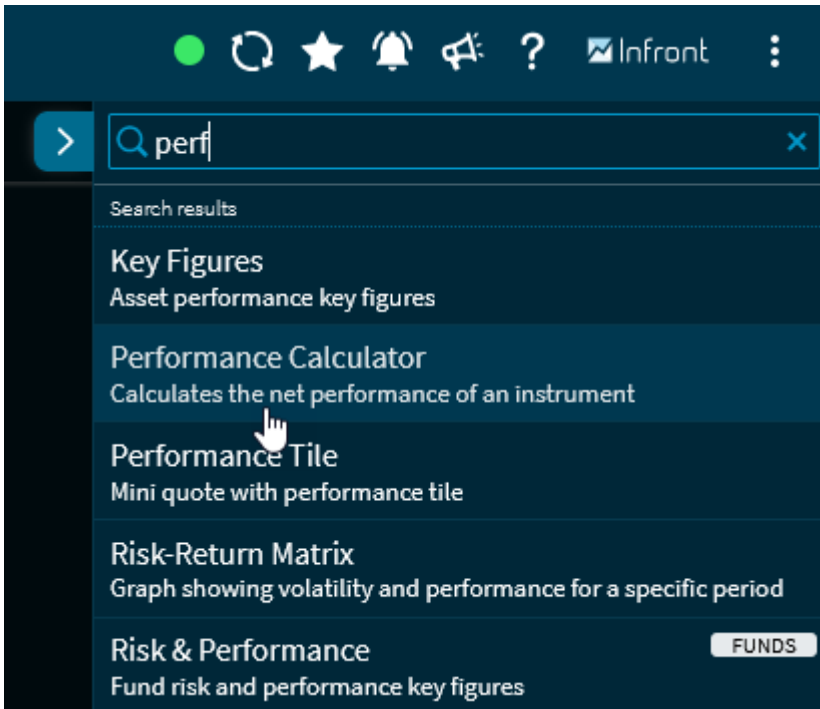 ?
Infront
perf
Search results
Key Figures
Asset performance key figures
Performance Calculator
Calculates the net performance of an instrument
Performance Tile
Mini quote with performance tile
Risk-Return Matrix
Graph showing volatility and performance for a specific period
Risk & Performance
FUNDS
Fund risk and performance key figures